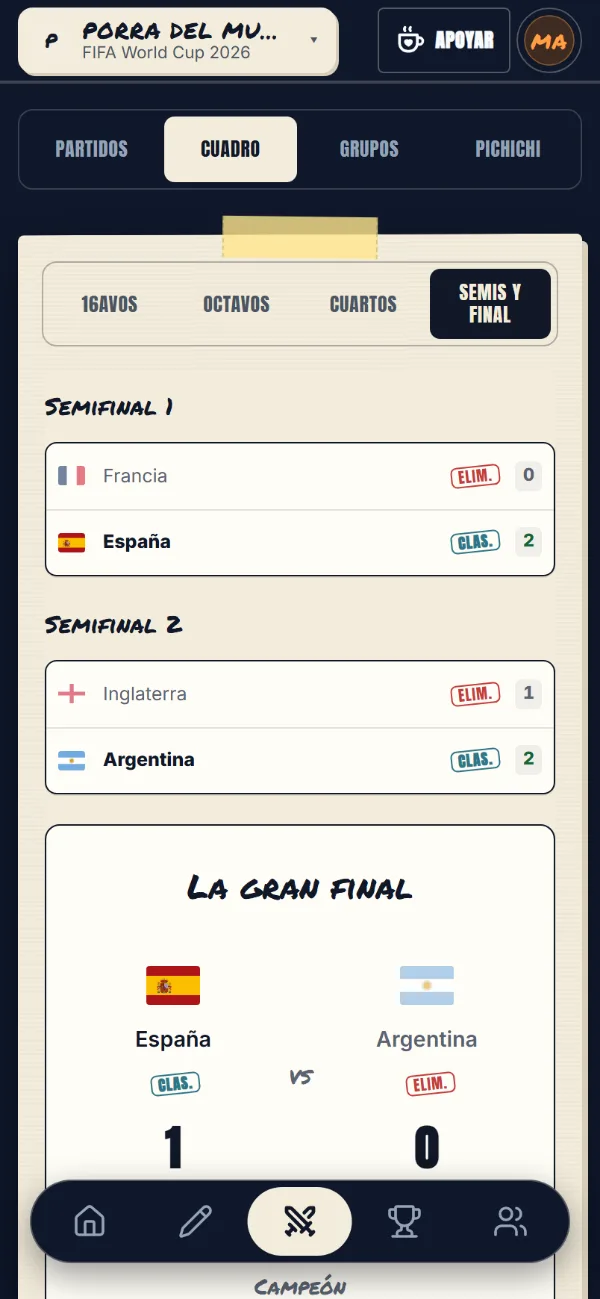 P
PORRA DEL MU...
FIFA World Cup 2026
APOYAR
MA
PARTIDOS
CUADRO
GRUPOS
PICHICHI
16AVOS
OCTAVOS
CUARTOS
SEMIS Y
FINAL
SEMIFINAL 1
Francia ELIM. 0
España CLAS. 2
SEMIFINAL 2
Inglaterra ELIM. 1
Argentina CLAS. 2
LA GRAN FINAL
España
Argentina
CLAS.
VS
ELIM.
1
0
CAMPEÓN